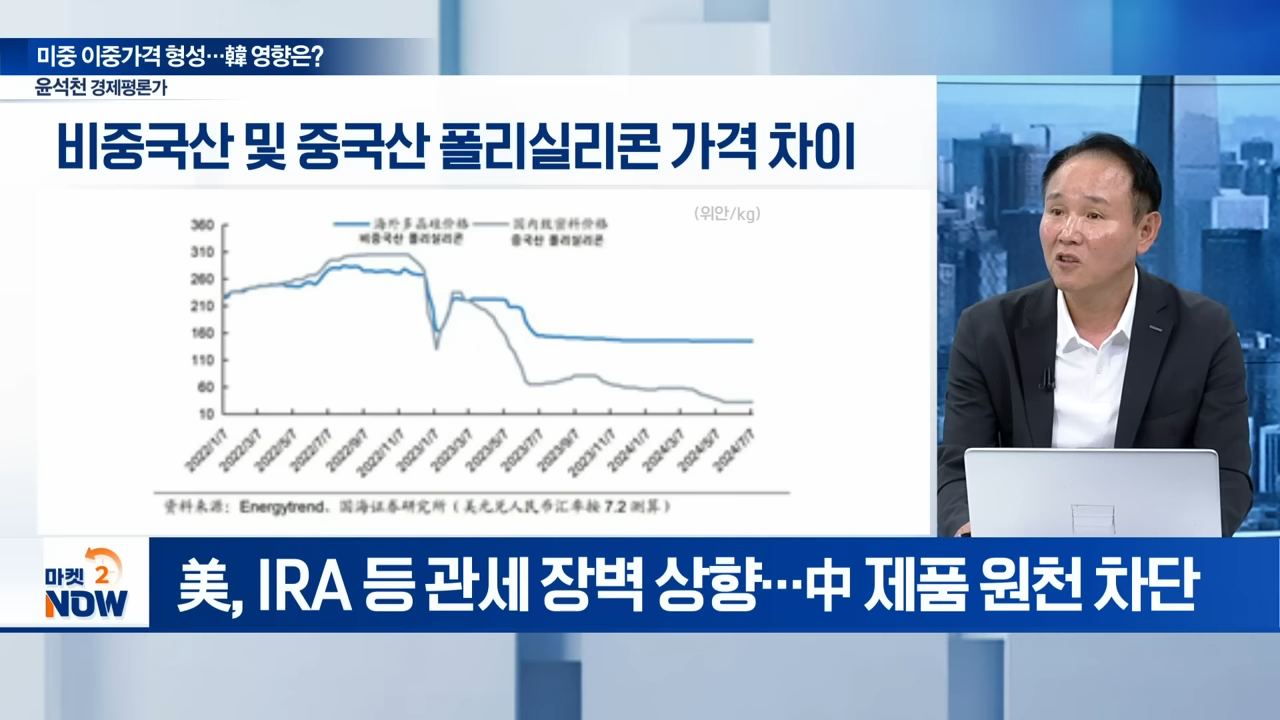 미중 이중가격 형성…韓 영향은?
윤석천 경제평론가
비중국산 및 중국산 폴리실리콘 가격 차이
(위안/kg)
海外多晶硅价格 国内致密料价格
비중국산 폴리실리콘 중국산 폴리실리콘
360
310
260
210
160
110
60
10
2022/1/7 2022/3/7 2022/5/7 2022/7/7 2022/9/7 2022/11/7 2023/1/7 2023/3/7 2023/5/7 2023/7/7 2023/9/7 2023/11/7 2024/1/7 2024/3/7 2024/5/7 2024/7/7
资料来源：Energytrend、国海证券研究所（美元兑人民币汇率按 7.2 测算）
마켓 2
NOW
美, IRA 등 관세 장벽 상향…中 제품 원천 차단